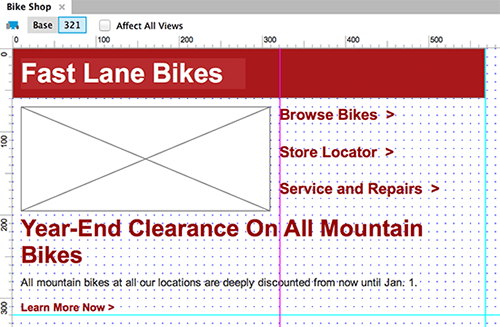 Bike Shop ×
Base 321 Affect All Views
0 100 200 300 400 500
Fast Lane Bikes
0
100
200
300
Browse Bikes >
Store Locator >
Service and Repairs >
Year-End Clearance On All Mountain
Bikes
All mountain bikes at all our locations are deeply discounted from now until Jan. 1.
Learn More Now >